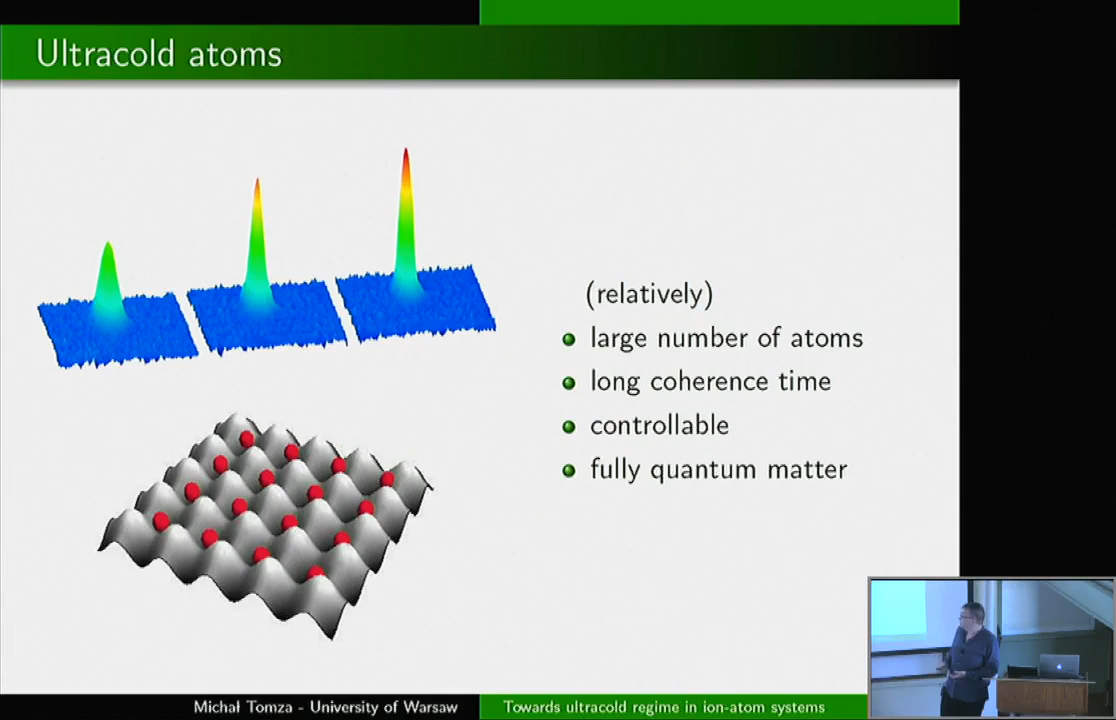 Ultracold atoms
(relatively)
large number of atoms
long coherence time
controllable
fully quantum matter
Michał Tomza - University of Warsaw
Towards ultracold regime in ion-atom systems